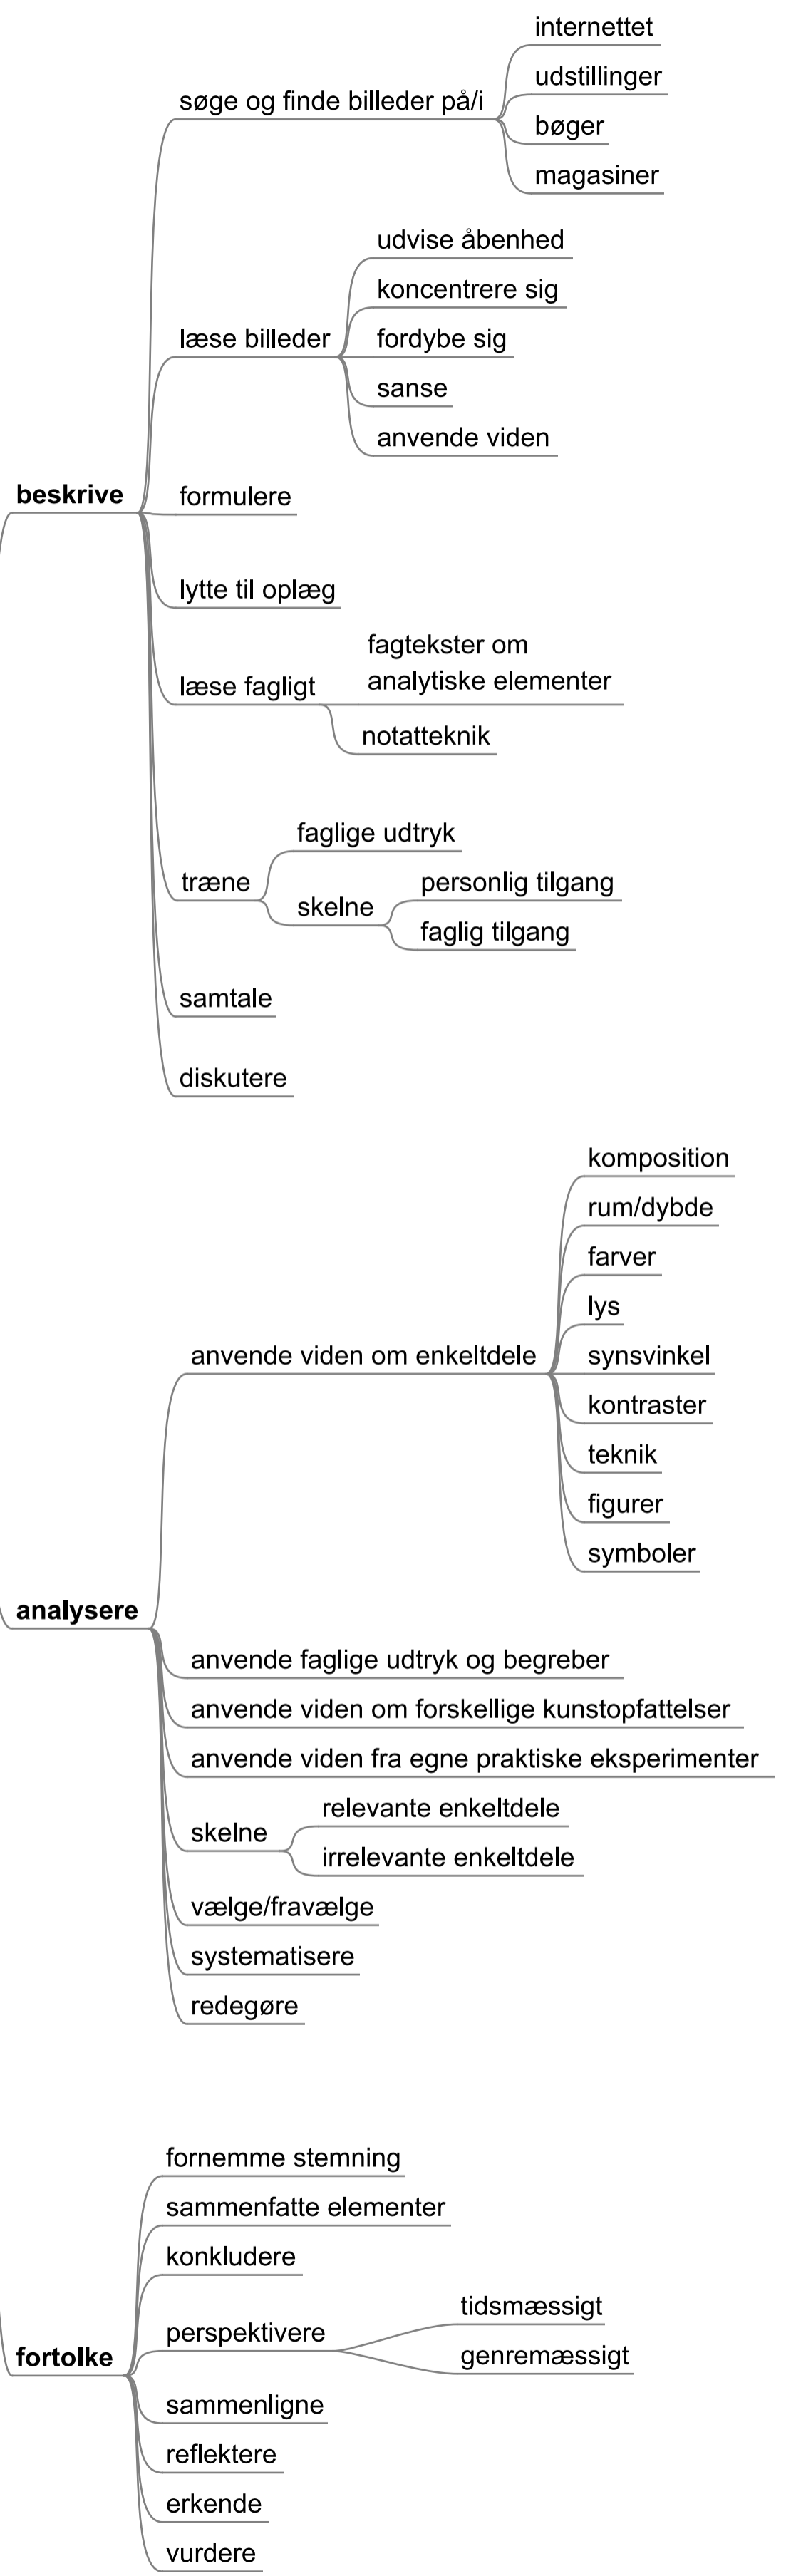 beskrive
søge og finde billeder på/i
internettet
udstillinger
bøger
magasiner
læse billeder
udvise åbenhed
koncentrere sig
fordybe sig
sanse
anvende viden
formulere
lytte til oplæg
læse fagligt
fagtekster om
analytiske elementer
notatteknik
træne
faglige udtryk
skelne
personlig tilgang
faglig tilgang
samtale
diskutere
analysere
anvende viden om enkeltdele
komposition
rum/dybde
farver
lys
synsvinkel
kontraster
teknik
figurer
symboler
anvende faglige udtryk og begreber
anvende viden om forskellige kunstopfattelser
anvende viden fra egne praktiske eksperimenter
skelne
relevante enkeltdele
irrelevante enkeltdele
vælge/fravælge
systematisere
redegøre
fortolke
fornemme stemning
sammenfatte elementer
konkludere
perspektivere
tidsmæssigt
genremæssigt
sammenligne
reflektere
erkende
vurdere